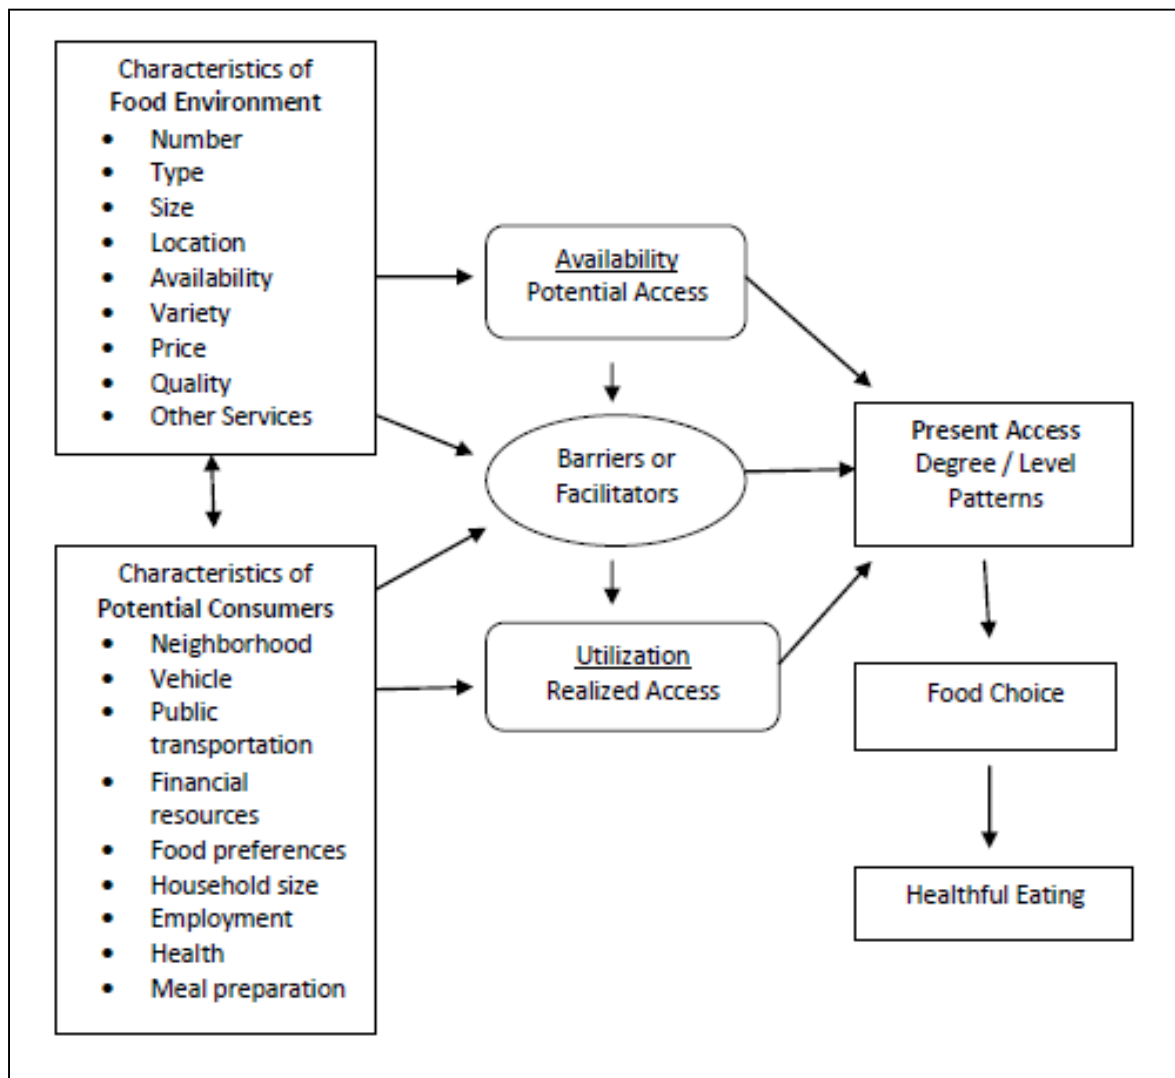 Characteristics of
Food Environment
• Number
• Type
• Size
• Location
• Availability
• Variety
• Price
• Quality
• Other Services
Characteristics of
Potential Consumers
• Neighborhood
• Vehicle
• Public
transportation
• Financial
resources
• Food preferences
• Household size
• Employment
• Health
• Meal preparation
Availability
Potential Access
Barriers or
Facilitators
Utilization
Realized Access
Present Access
Degree / Level
Patterns
Food Choice
Healthful Eating